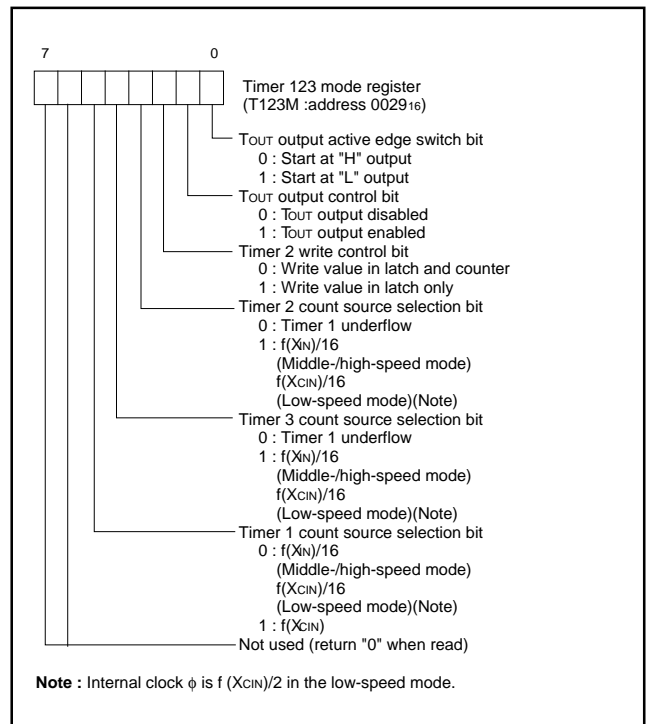 7 0
Timer 123 mode register
(T123M :address 002916)
TOUT output active edge switch bit
0 : Start at "H" output
1 : Start at "L" output
TOUT output control bit
0 : TOUT output disabled
1 : TOUT output enabled
Timer 2 write control bit
0 : Write value in latch and counter
1 : Write value in latch only
Timer 2 count source selection bit
0 : Timer 1 underflow
1 : f(XIN)/16
(Middle-/high-speed mode)
f(XCIN)/16
(Low-speed mode)(Note)
Timer 3 count source selection bit
0 : Timer 1 underflow
1 : f(XIN)/16
(Middle-/high-speed mode)
f(XCIN)/16
(Low-speed mode)(Note)
Timer 1 count source selection bit
0 : f(XIN)/16
(Middle-/high-speed mode)
f(XCIN)/16
(Low-speed mode)(Note)
1 : f(XCIN)
Not used (return "0" when read)
Note : Internal clock ϕ is f (XCIN)/2 in the low-speed mode.